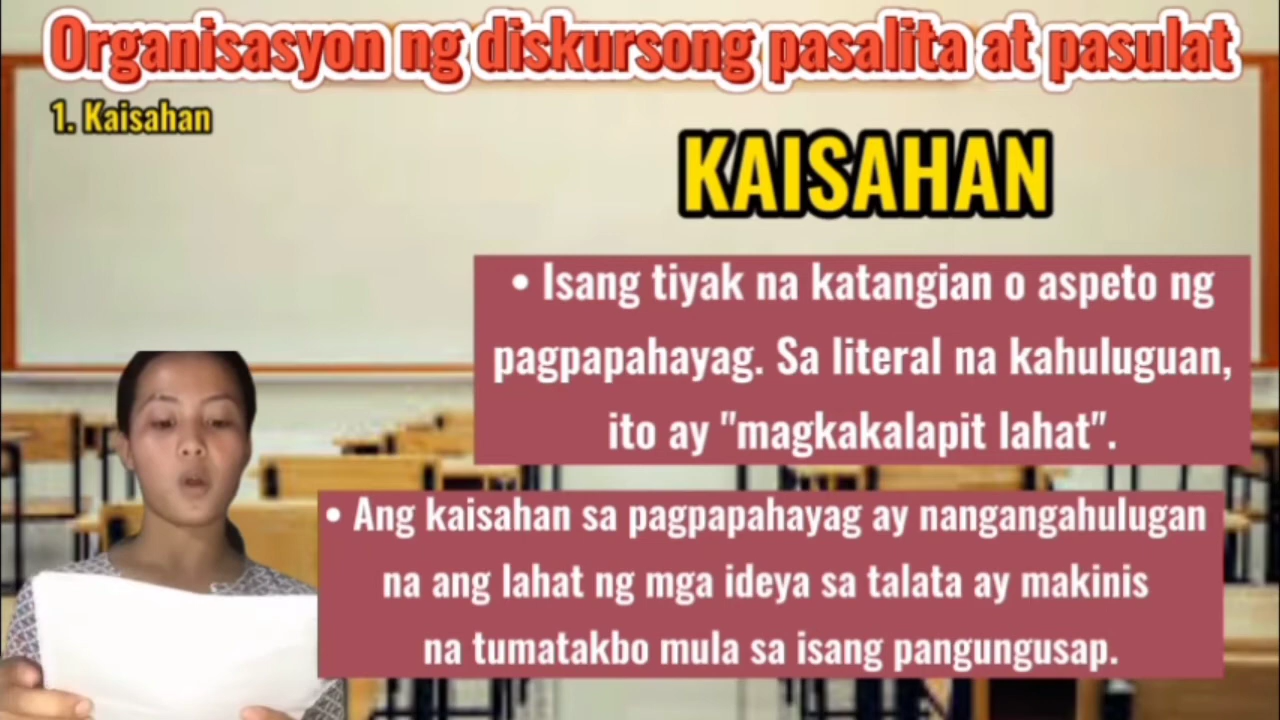 Organisasyon ng diskursong pasalita at pasulat
1. Kaisahan
KAISAHAN
• Isang tiyak na katangian o aspeto ng
pagpapahayag. Sa literal na kahuluguan,
ito ay "magkakalapit lahat".
• Ang kaisahan sa pagpapahayag ay nangangahulugan
na ang lahat ng mga ideya sa talata ay makinis
na tumatakbo mula sa isang pangungusap.